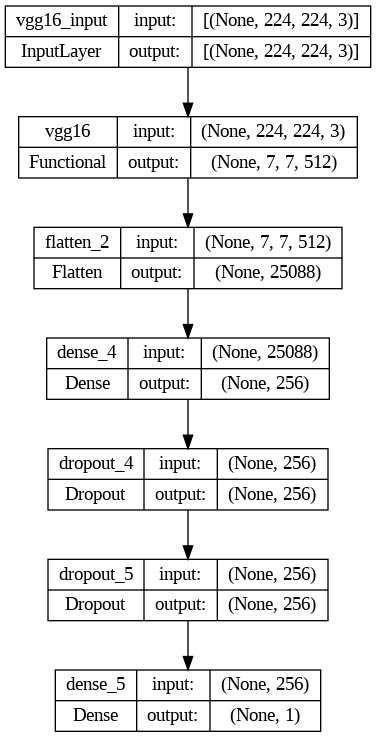 vgg16_input input: [(None, 224, 224, 3)]
InputLayer output: [(None, 224, 224, 3)]
vgg16 input: (None, 224, 224, 3)
Functional output: (None, 7, 7, 512)
flatten_2 input: (None, 7, 7, 512)
Flatten output: (None, 25088)
dense_4 input: (None, 25088)
Dense output: (None, 256)
dropout_4 input: (None, 256)
Dropout output: (None, 256)
dropout_5 input: (None, 256)
Dropout output: (None, 256)
dense_5 input: (None, 256)
Dense output: (None, 1)